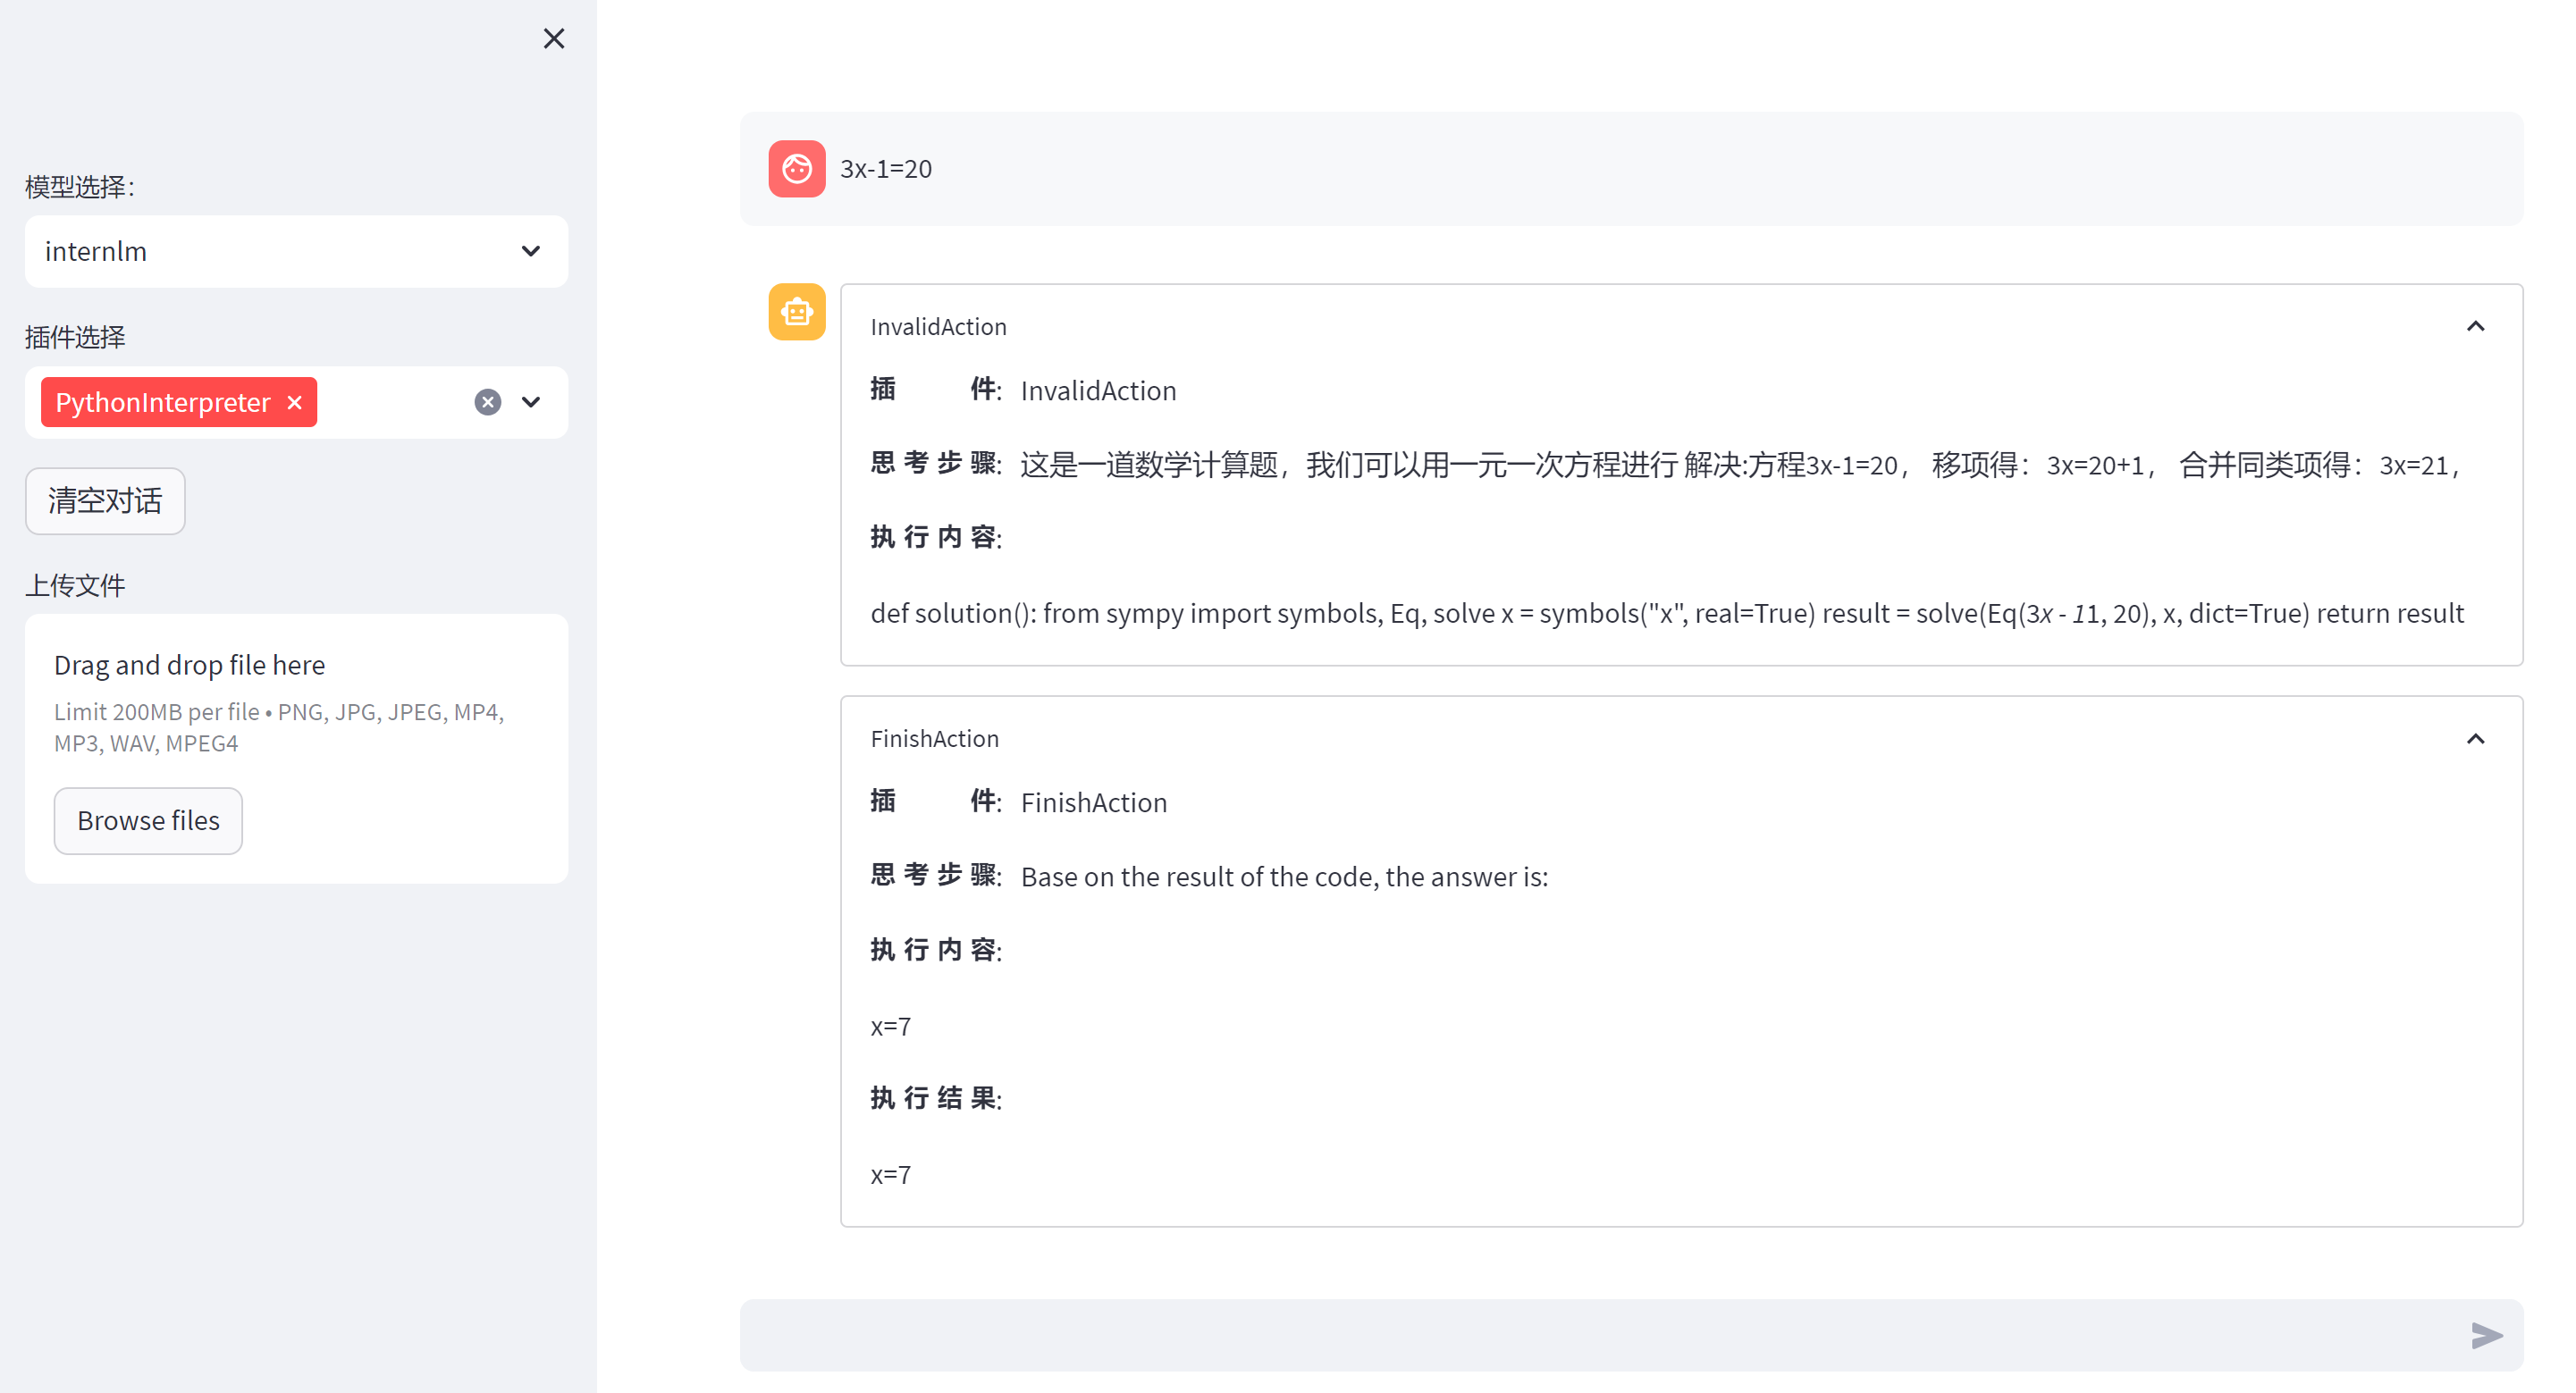 模型选择：
internlm
插件选择
PythonInterpreter
清空对话
上传文件
Drag and drop file here
Limit 200MB per file • PNG, JPG, JPEG, MP4,
MP3, WAV, MPEG4
Browse files
3x-1=20
InvalidAction
插 件: InvalidAction
思 考 步 骤: 这是一道数学计算题，我们可以用一元一次方程进行 解决:方程3x-1=20， 移项得：3x=20+1， 合并同类项得：3x=21，
执 行 内 容:
def solution(): from sympy import symbols, Eq, solve x = symbols("x", real=True) result = solve(Eq(3x - 11, 20), x, dict=True) return result
FinishAction
插 件: FinishAction
思 考 步 骤: Base on the result of the code, the answer is:
执 行 内 容:
x=7
执 行 结 果:
x=7